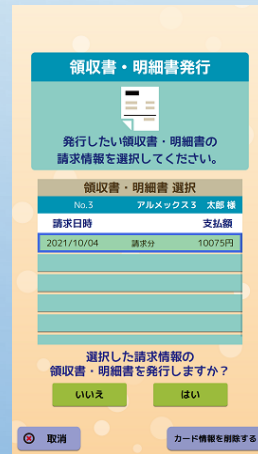 領収書・明細書発行
発行したい領収書・明細書の
請求情報を選択してください。
領収書・明細書 選択
No.3 アルメックス3 太郎 様
請求日時 支払額
2021/10/04 請求分 10075円
選択した請求情報の
領収書・明細書を発行しますか？
いいえ はい
取消 カード情報を削除する